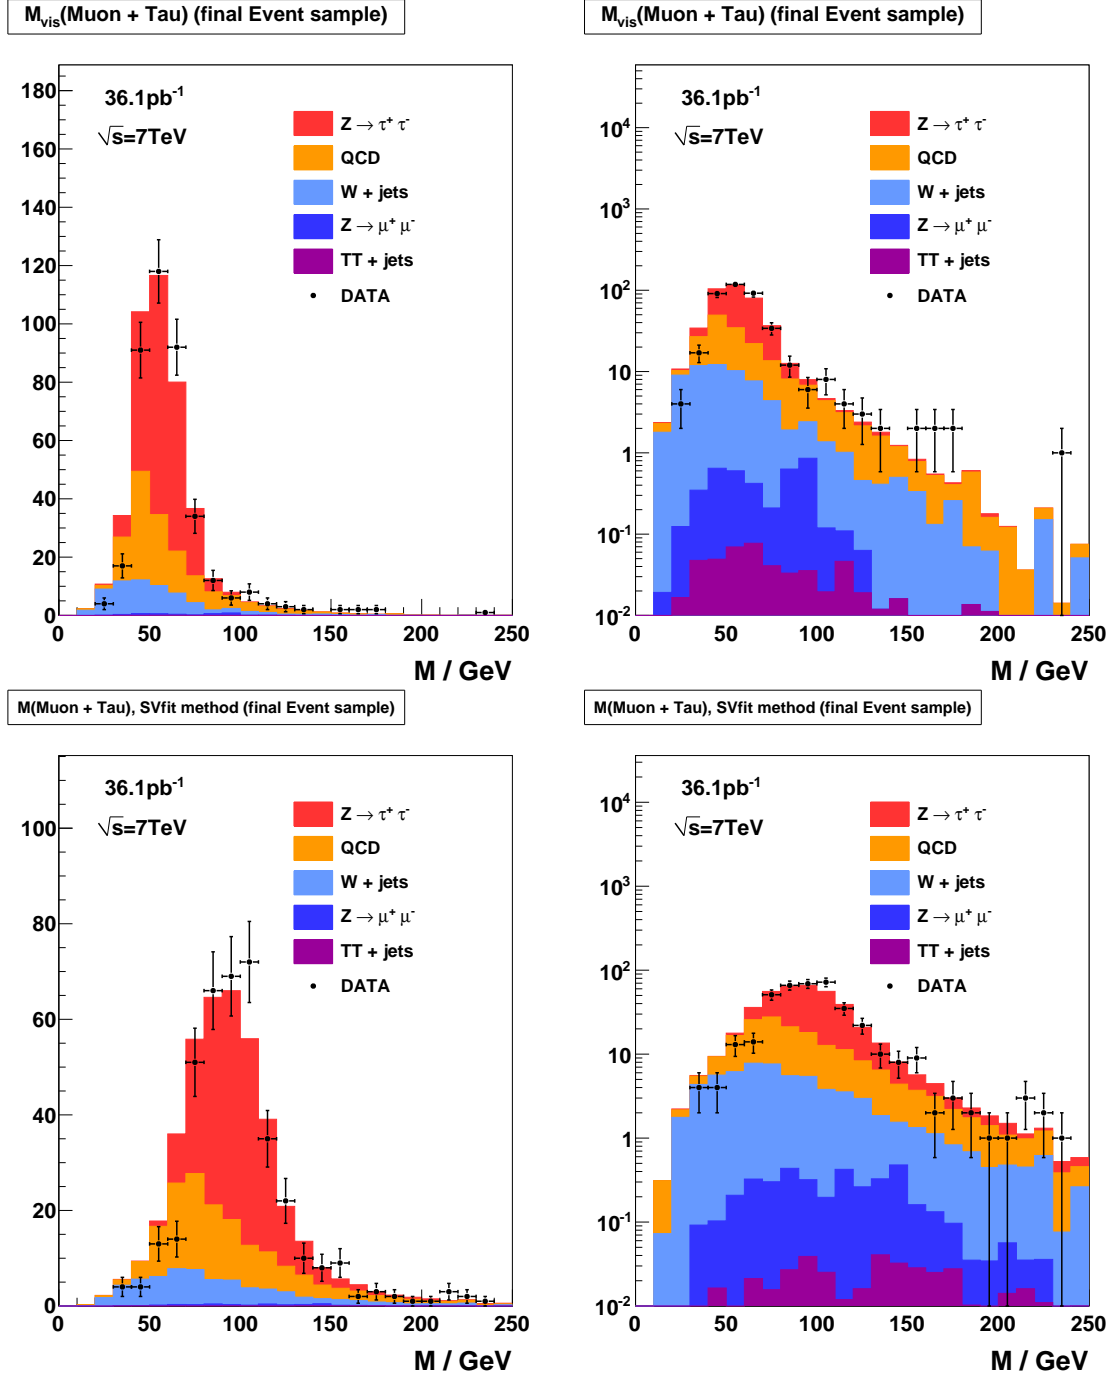 M_vis(Muon + Tau) (final Event sample)
180
160
140
120
100
80
60
40
20
0
36.1pb⁻¹
√s=7TeV
Z → τ⁺ τ⁻
QCD
W + jets
Z → μ⁺ μ⁻
TT + jets
DATA
0 50 100 150 200 250
M / GeV
M_vis(Muon + Tau) (final Event sample)
10⁴
10³
10²
10
1
10⁻¹
10⁻²
36.1pb⁻¹
√s=7TeV
Z → τ⁺ τ⁻
QCD
W + jets
Z → μ⁺ μ⁻
TT + jets
DATA
0 50 100 150 200 250
M / GeV
M(Muon + Tau), SVfit method (final Event sample)
100
80
60
40
20
0
36.1pb⁻¹
√s=7TeV
Z → τ⁺ τ⁻
QCD
W + jets
Z → μ⁺ μ⁻
TT + jets
DATA
0 50 100 150 200 250
M / GeV
M(Muon + Tau), SVfit method (final Event sample)
10⁴
10³
10²
10
1
10⁻¹
10⁻²
36.1pb⁻¹
√s=7TeV
Z → τ⁺ τ⁻
QCD
W + jets
Z → μ⁺ μ⁻
TT + jets
DATA
0 50 100 150 200 250
M / GeV